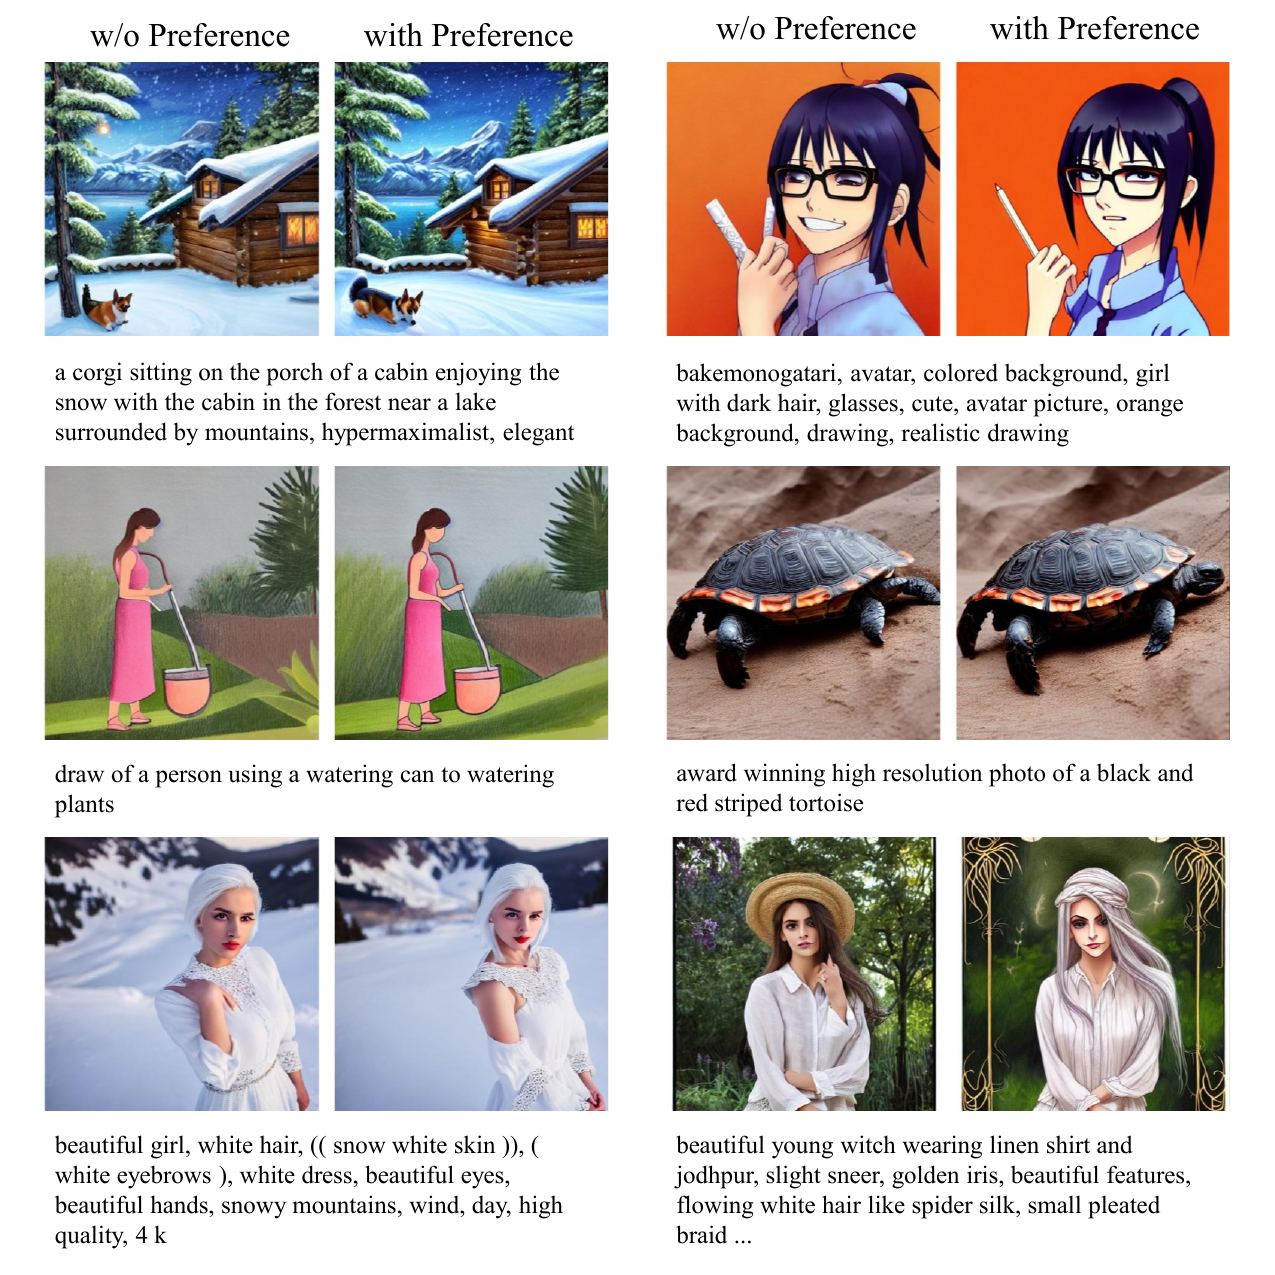 w/o Preference
with Preference
w/o Preference
with Preference
a corgi sitting on the porch of a cabin enjoying the
snow with the cabin in the forest near a lake
surrounded by mountains, hypermaximalist, elegant
bakemonogatari, avatar, colored background, girl
with dark hair, glasses, cute, avatar picture, orange
background, drawing, realistic drawing
draw of a person using a watering can to watering
plants
award winning high resolution photo of a black and
red striped tortoise
beautiful girl, white hair, (( snow white skin )), (
white eyebrows ), white dress, beautiful eyes,
beautiful hands, snowy mountains, wind, day, high
quality, 4 k
beautiful young witch wearing linen shirt and
jodhpur, slight sneer, golden iris, beautiful features,
flowing white hair like spider silk, small pleated
braid ...